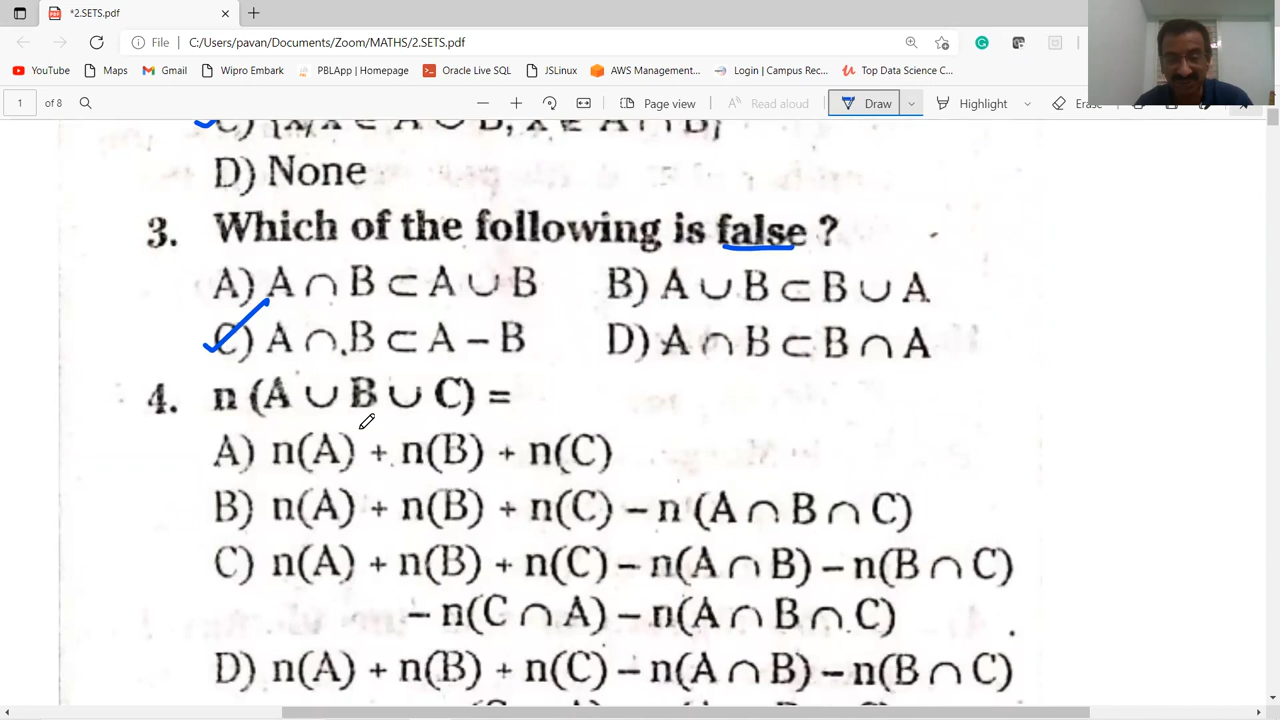 *2.SETS.pdf
File C:/Users/pavan/Documents/Zoom/MATHS/2.SETS.pdf
YouTube Maps Gmail Wipro Embark PBLApp | Homepage Oracle Live SQL JSLinux AWS Management... Login | Campus Rec... Top Data Science C...
1 of 8 Page view Read aloud Draw Highlight Erase
D) None
3. Which of the following is false ?
A) A ∩ B ⊂ A ∪ B B) A ∪ B ⊂ B ∪ A
C) A ∩ B ⊂ A − B D) A ∩ B ⊂ B ∩ A
4. n (A ∪ B ∪ C) =
A) n(A) + n(B) + n(C)
B) n(A) + n(B) + n(C) − n (A ∩ B ∩ C)
C) n(A) + n(B) + n(C) − n(A ∩ B) − n(B ∩ C)
− n(C ∩ A) − n(A ∩ B ∩ C)
D) n(A) + n(B) + n(C) − n(A ∩ B) − n(B ∩ C)